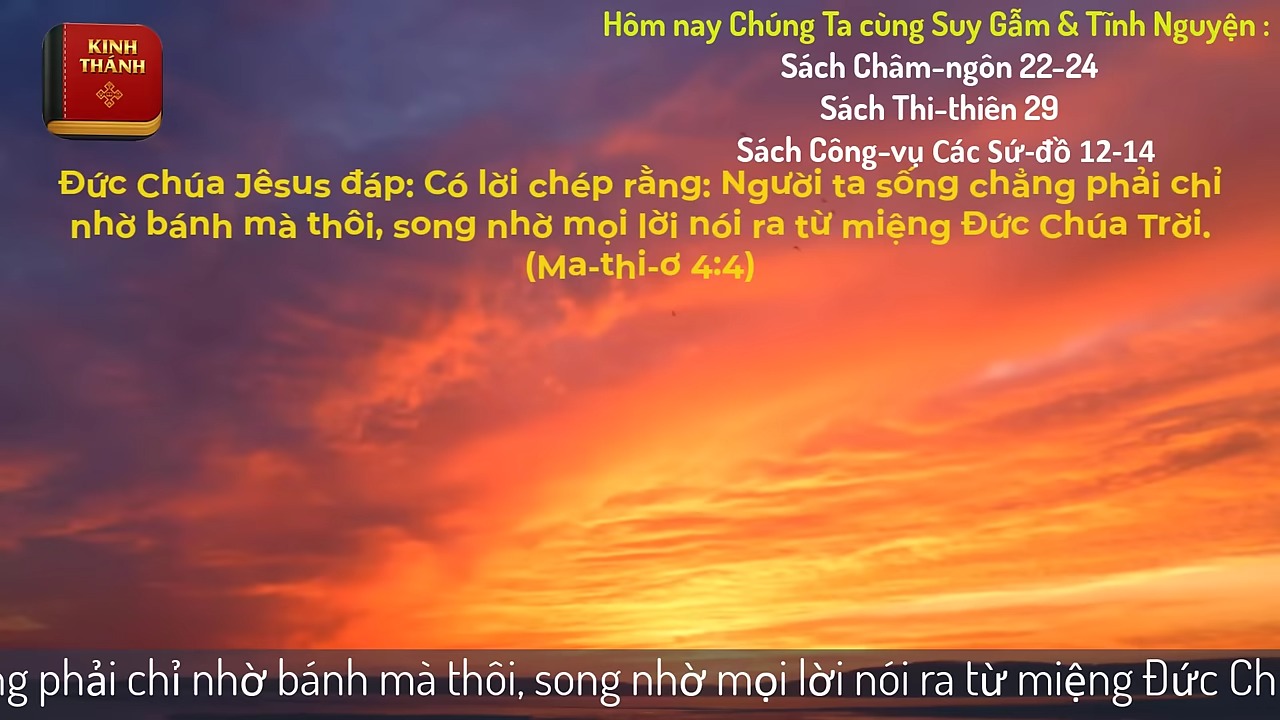 KINH
THÁNH
Hôm nay Chúng Ta cùng Suy Gẫm & Tĩnh Nguyện :
Sách Châm-ngôn 22-24
Sách Thi-thiên 29
Sách Công-vụ Các Sứ-đồ 12-14
Đức Chúa Jêsus đáp: Có lời chép rằng: Người ta sống chẳng phải chỉ
nhờ bánh mà thôi, song nhờ mọi lời nói ra từ miệng Đức Chúa Trời.
(Ma-thi-ơ 4:4)
ng phải chỉ nhờ bánh mà thôi, song nhờ mọi lời nói ra từ miệng Đức Ch